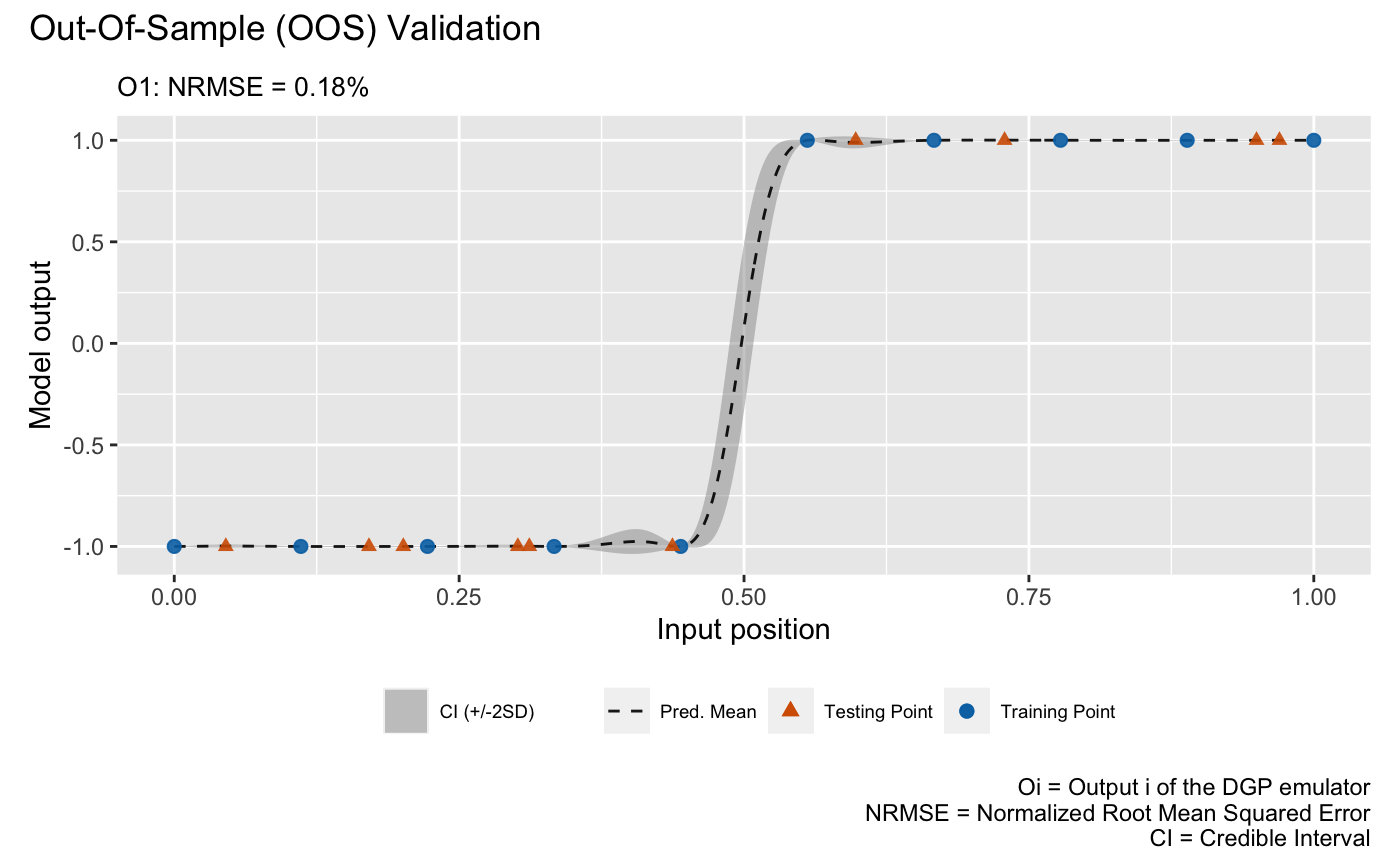 Out-Of-Sample (OOS) Validation
O1: NRMSE = 0.18%
1.0
0.5
0.0
-0.5
-1.0
Model output
0.00 0.25 0.50 0.75 1.00
Input position
CI (+/-2SD) Pred. Mean Testing Point Training Point
Oi = Output i of the DGP emulator
NRMSE = Normalized Root Mean Squared Error
CI = Credible Interval